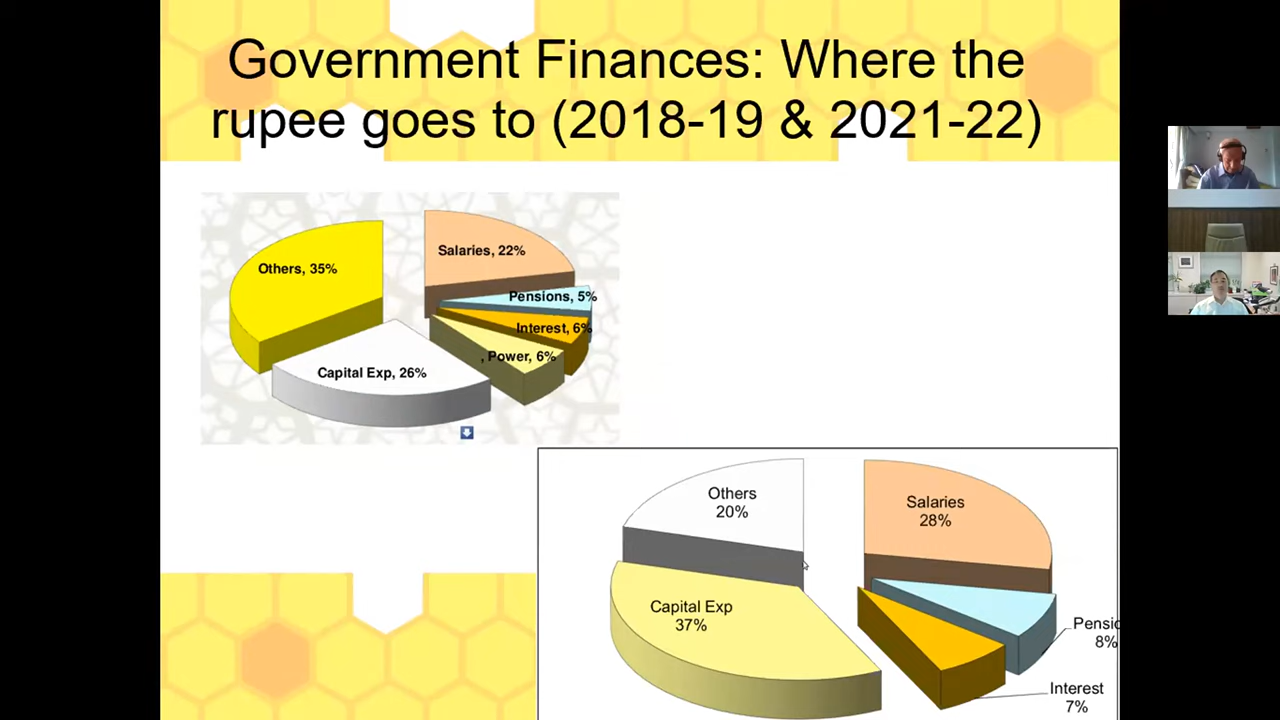 Government Finances: Where the
rupee goes to (2018-19 & 2021-22)
Others, 35%
Salaries, 22%
Pensions, 5%
Interest, 6%
, Power, 6%
Capital Exp, 26%
Others
20%
Salaries
28%
Capital Exp
37%
Pensic
8%
Interest
7%